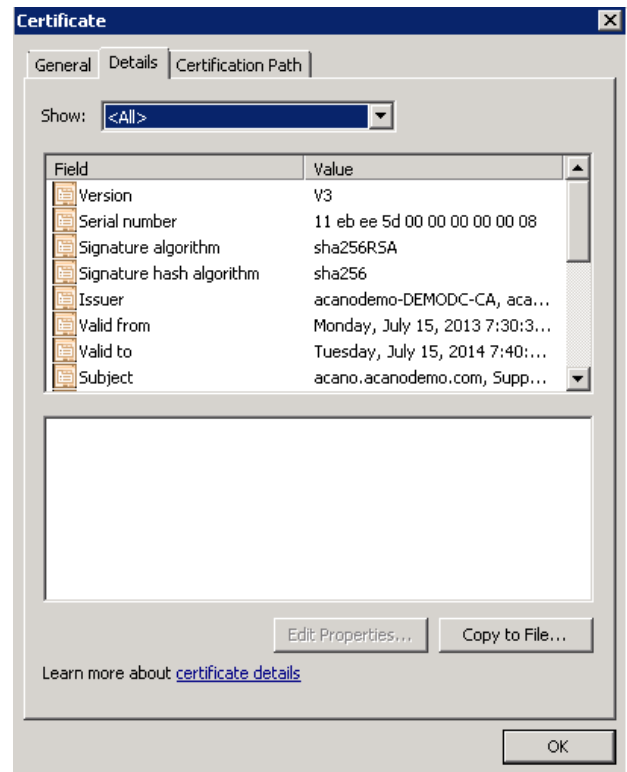 Certificate
General Details Certification Path
Show: <All>
Field Value
Version V3
Serial number 11 eb ee 5d 00 00 00 00 00 08
Signature algorithm sha256RSA
Signature hash algorithm sha256
Issuer acanodemo-DEMODC-CA, aca...
Valid from Monday, July 15, 2013 7:30:3...
Valid to Tuesday, July 15, 2014 7:40:...
Subject acano.acanodemo.com, Supp...
Edit Properties... Copy to File...
Learn more about certificate details
OK